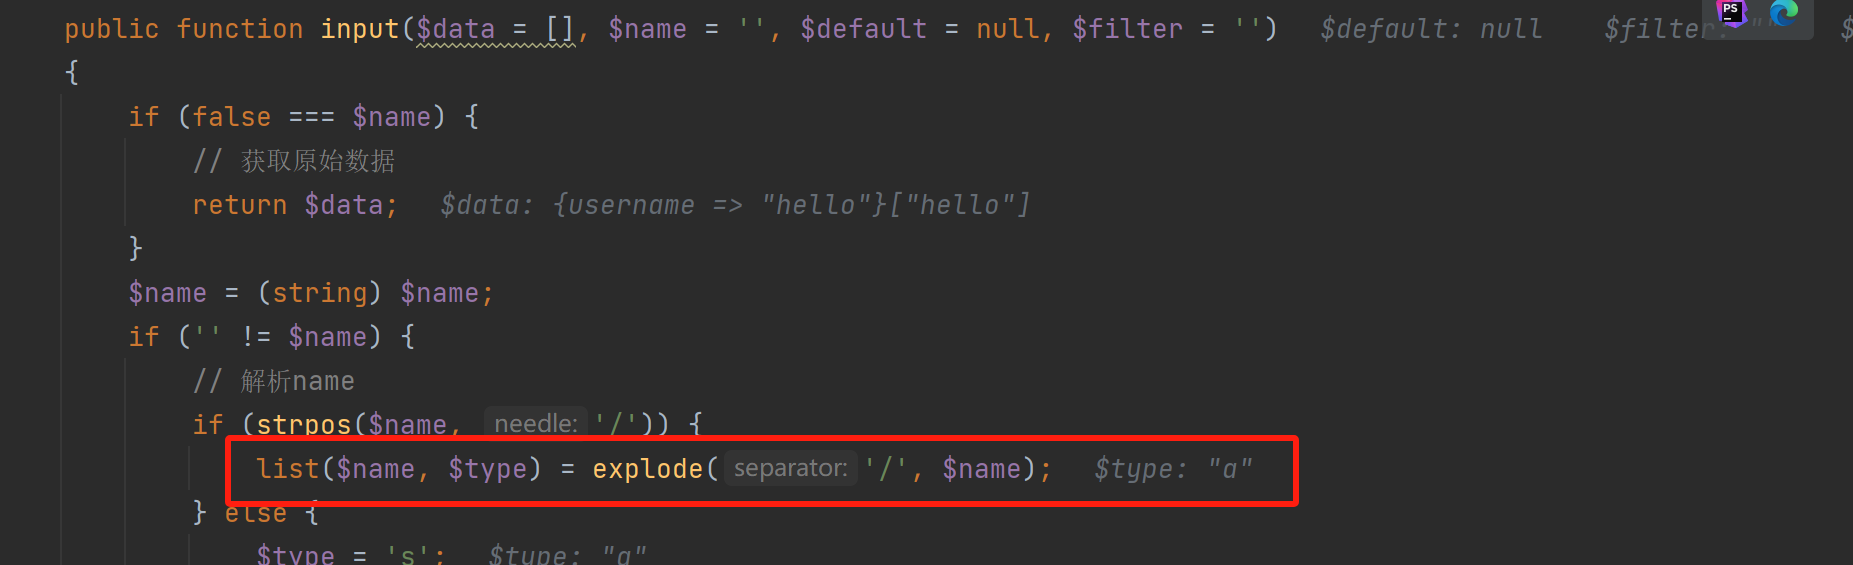 public function input($data = [], $name = '', $default = null, $filter = '') $default: null $filter: "" $
{
if (false === $name) {
// 获取原始数据
return $data; $data: {username => "hello"}["hello"]
}
$name = (string) $name;
if ('' != $name) {
// 解析name
if (strpos($name, needle: '/')) {
list($name, $type) = explode( separator: '/', $name); $type: "a"
} else {
$type = 's'; $type: "a"
PS